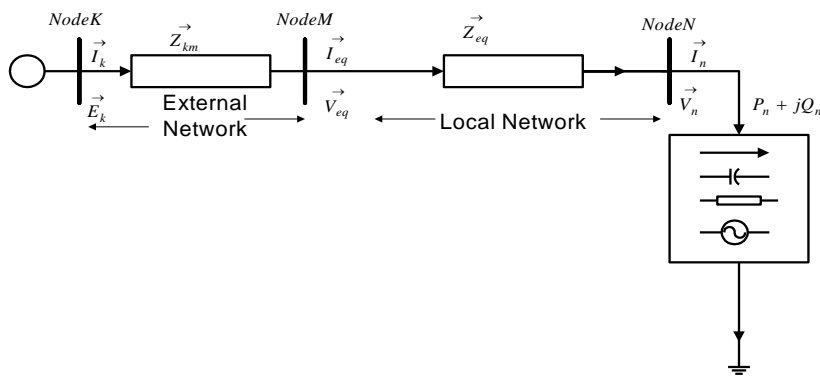 NodeK
NodeM
NodeN
I_k
Z_km
I_eq
Z_eq
I_n
E_k
External
Network
V_eq
Local Network
V_n
P_n + jQ_n